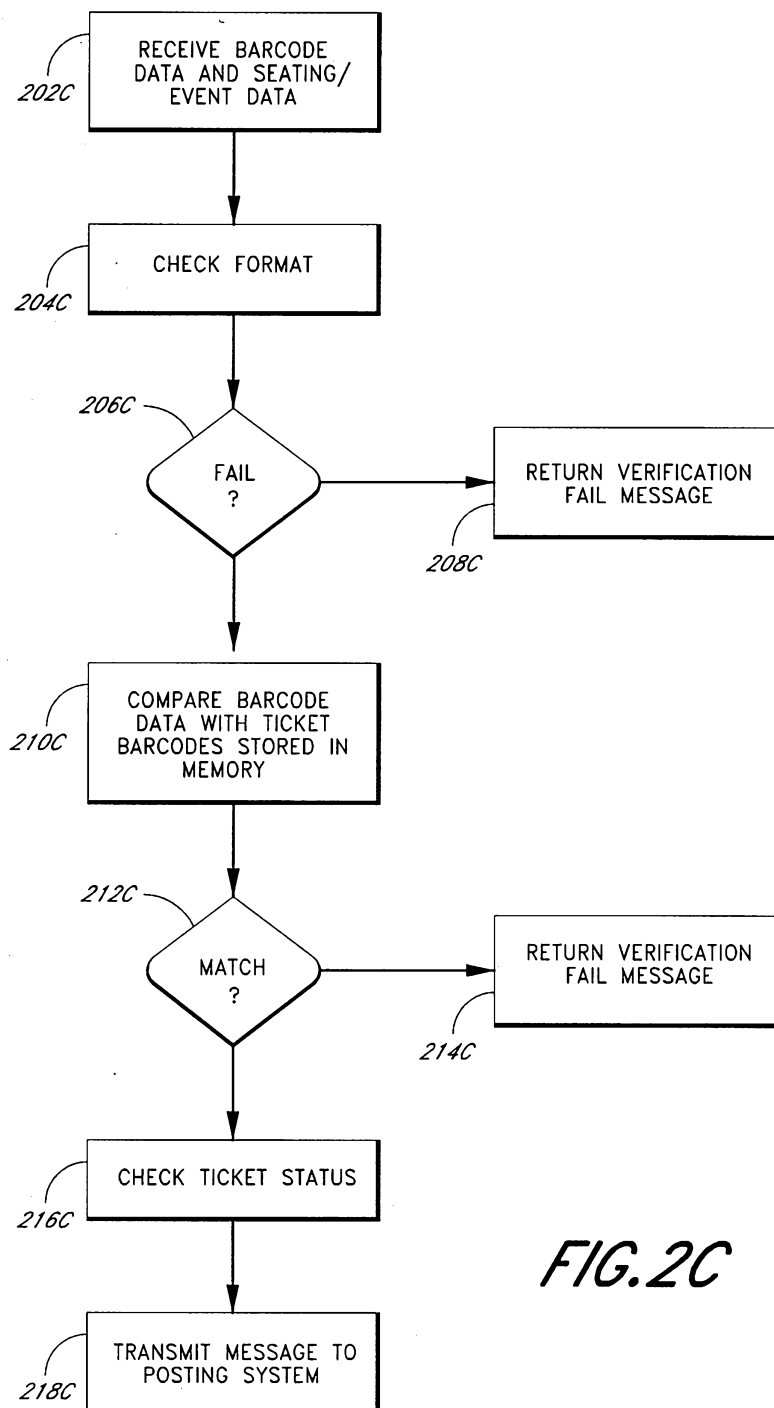 RECEIVE BARCODE
DATA AND SEATING/
EVENT DATA
202C
CHECK FORMAT
204C
206C
FAIL
?
RETURN VERIFICATION
FAIL MESSAGE
208C
COMPARE BARCODE
DATA WITH TICKET
BARCODES STORED IN
MEMORY
210C
212C
MATCH
?
RETURN VERIFICATION
FAIL MESSAGE
214C
CHECK TICKET STATUS
216C
FIG.2C
TRANSMIT MESSAGE TO
POSTING SYSTEM
218C